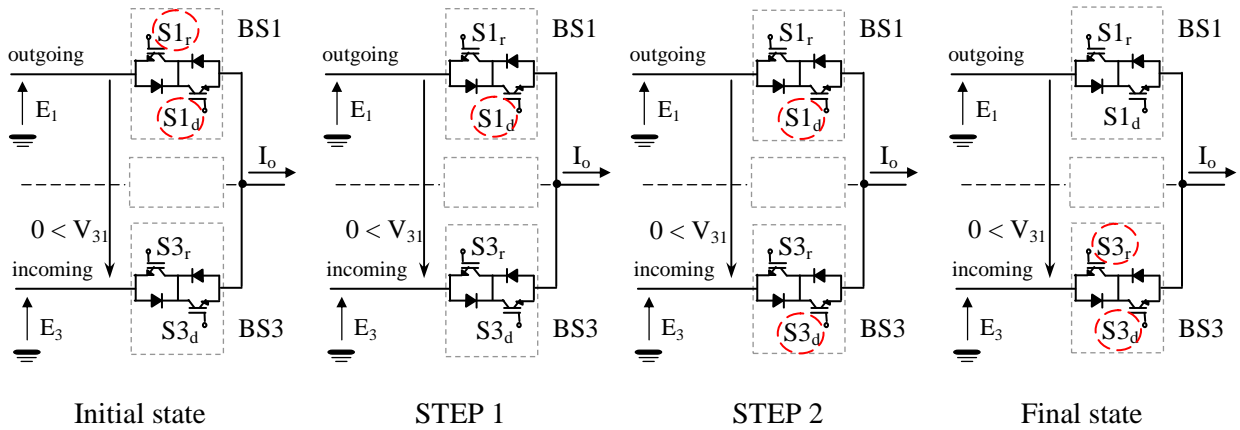 S1r BS1
outgoing
E1 S1d
Io
0 < V31
S3r
incoming
E3 S3d BS3
Initial state
S1r BS1
outgoing
E1 S1d
Io
0 < V31
S3r
incoming
E3 S3d BS3
STEP 1
S1r BS1
outgoing
E1 S1d
Io
0 < V31
S3r
incoming
E3 S3d BS3
STEP 2
S1r BS1
outgoing
E1 S1d
Io
0 < V31
S3r
incoming
E3 S3d BS3
Final state